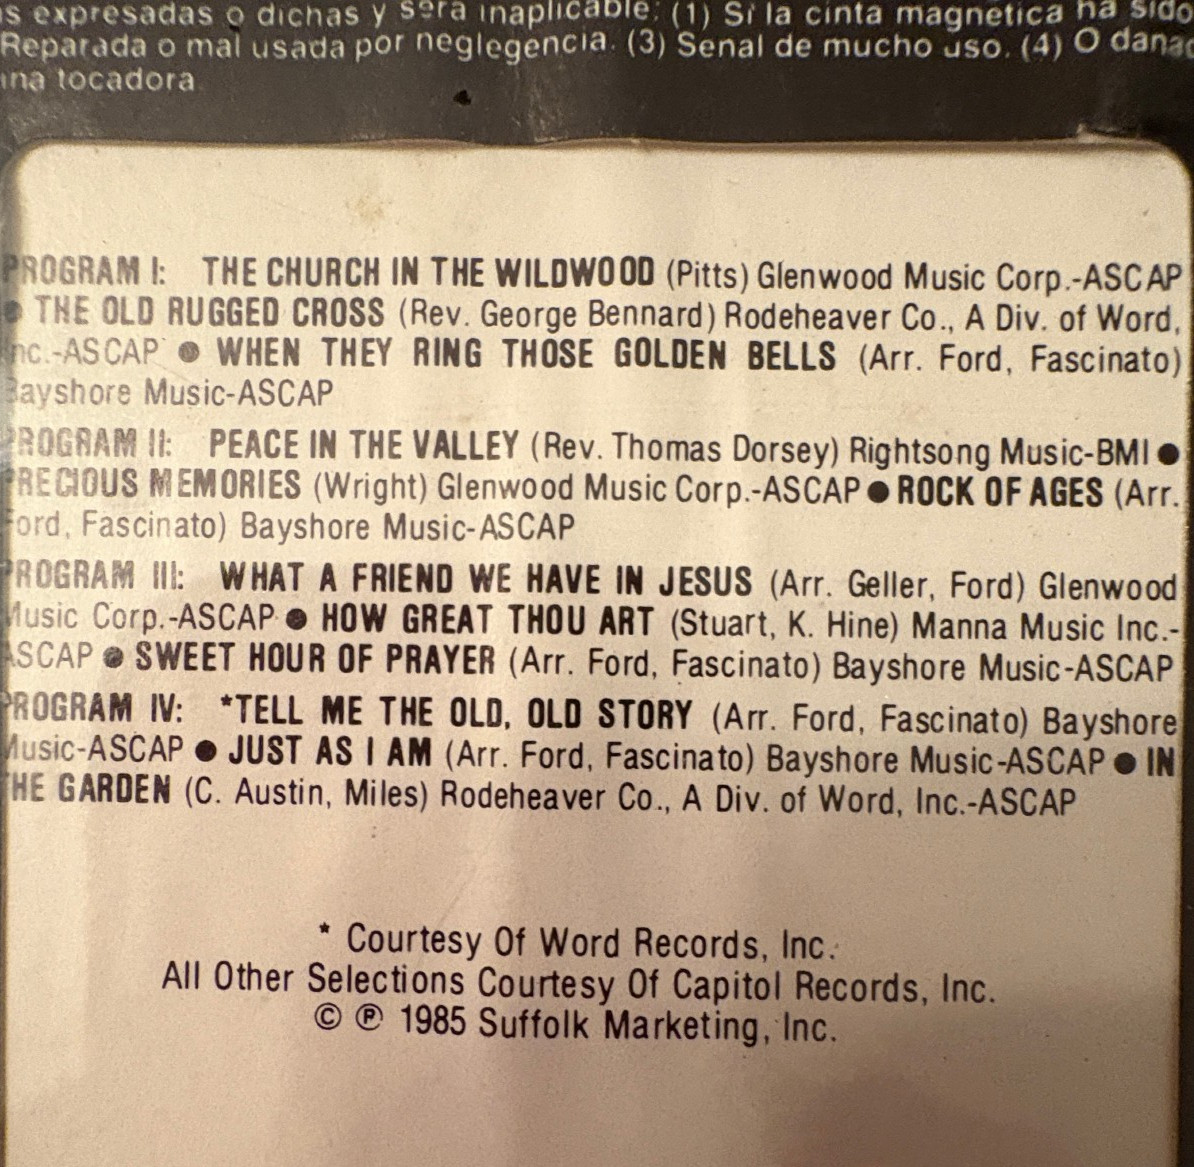 expresadas o dichas y sera inaplicable: (1) Si la cinta magnetica ha sido
Reparada o mal usada por neglegencia. (3) Senal de mucho uso. (4) O
tocadora
PROGRAM I: THE CHURCH IN THE WILDWOOD (Pitts) Glenwood Music Corp.-ASCAP
● THE OLD RUGGED CROSS (Rev. George Bennard) Rodeheaver Co., A Div. of Word,
Inc.-ASCAP ● WHEN THEY RING THOSE GOLDEN BELLS (Arr. Ford, Fascinato)
Bayshore Music-ASCAP
PROGRAM II: PEACE IN THE VALLEY (Rev. Thomas Dorsey) Rightsong Music-BMI ●
PRECIOUS MEMORIES (Wright) Glenwood Music Corp.-ASCAP ● ROCK OF AGES (Arr.
Ford, Fascinato) Bayshore Music-ASCAP
PROGRAM III: WHAT A FRIEND WE HAVE IN JESUS (Arr. Geller, Ford) Glenwood
Music Corp.-ASCAP ● HOW GREAT THOU ART (Stuart, K. Hine) Manna Music Inc.-
ASCAP ● SWEET HOUR OF PRAYER (Arr. Ford, Fascinato) Bayshore Music-ASCAP
PROGRAM IV: *TELL ME THE OLD, OLD STORY (Arr. Ford, Fascinato) Bayshore
Music-ASCAP ● JUST AS I AM (Arr. Ford, Fascinato) Bayshore Music-ASCAP ● IN
THE GARDEN (C. Austin, Miles) Rodeheaver Co., A Div. of Word, Inc.-ASCAP
* Courtesy Of Word Records, Inc.
All Other Selections Courtesy Of Capitol Records, Inc.
© ℗ 1985 Suffolk Marketing, Inc.